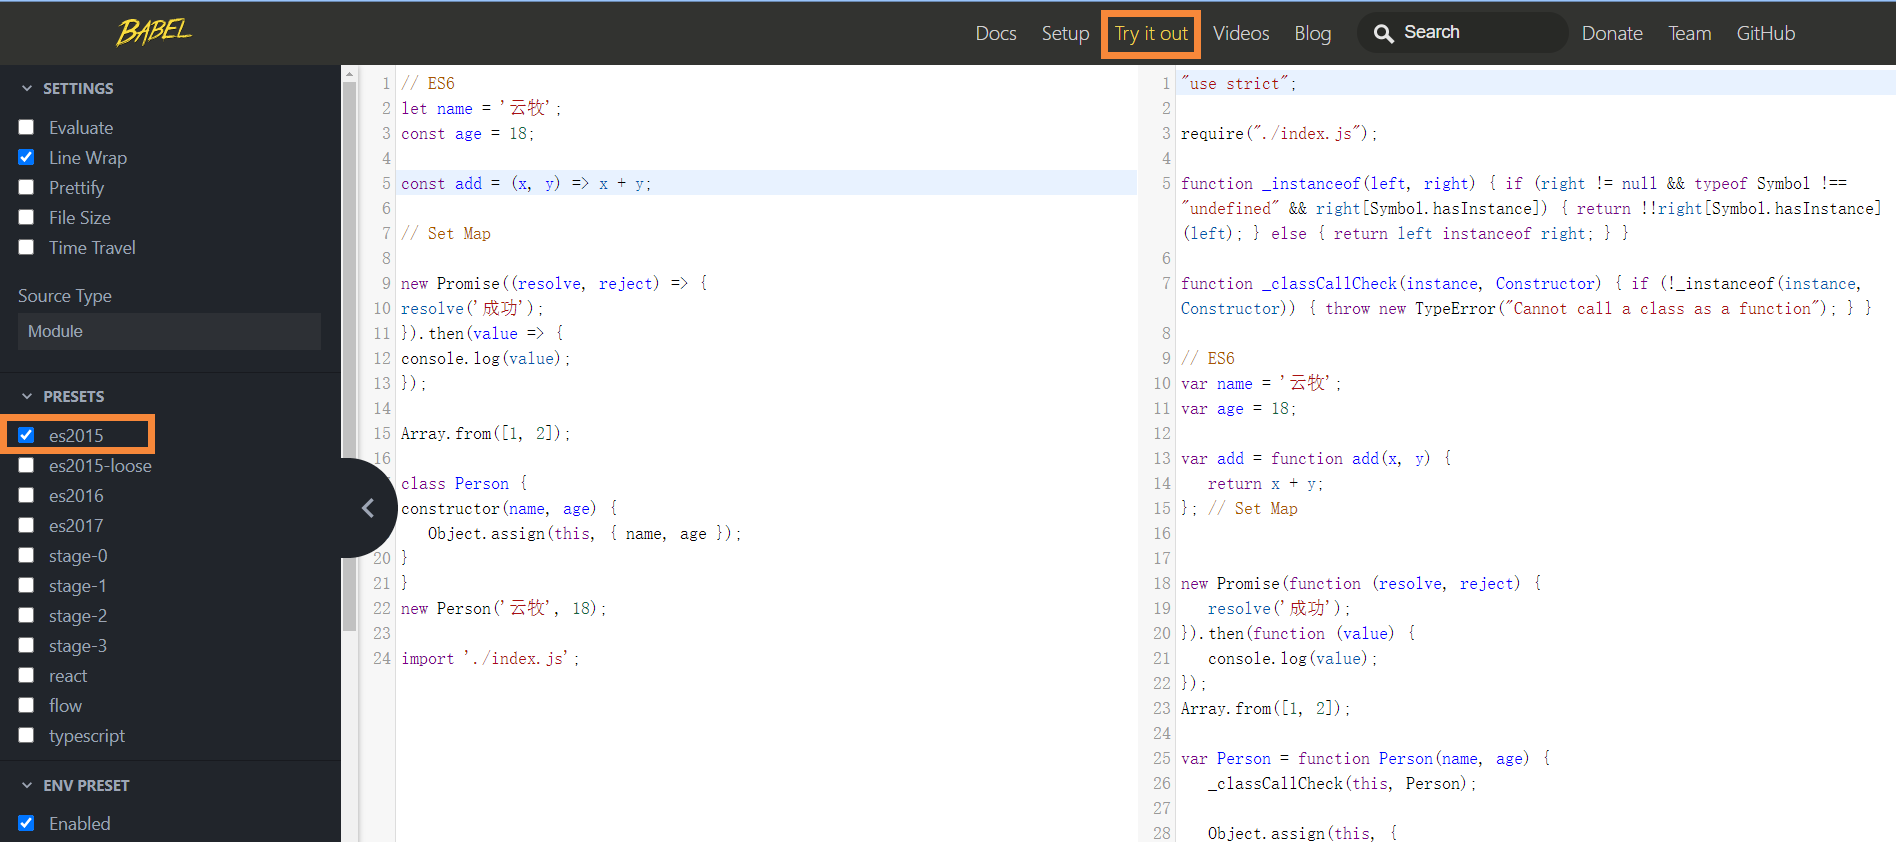 BABEL
Docs Setup Try it out Videos Blog Search Donate Team GitHub
SETTINGS
Evaluate
Line Wrap
Prettify
File Size
Time Travel
Source Type
Module
PRESETS
es2015
es2015-loose
es2016
es2017
stage-0
stage-1
stage-2
stage-3
react
flow
typescript
ENV PRESET
Enabled
1 // ES6
2 let name = '云牧';
3 const age = 18;
4
5 const add = (x, y) => x + y;
6
7 // Set Map
8
9 new Promise((resolve, reject) => {
10 resolve('成功');
11 }).then(value => {
12 console.log(value);
13 });
14
15 Array.from([1, 2]);
16
class Person {
constructor(name, age) {
Object.assign(this, { name, age });
20 }
21 }
22 new Person('云牧', 18);
23
24 import './index.js';
1 "use strict";
2
3 require("./index.js");
4
5 function _instanceof(left, right) { if (right != null && typeof Symbol !==
"undefined" && right[Symbol.hasInstance]) { return !!right[Symbol.hasInstance]
(left); } else { return left instanceof right; } }
6
7 function _classCallCheck(instance, Constructor) { if (!_instanceof(instance,
Constructor)) { throw new TypeError("Cannot call a class as a function"); } }
8
9 // ES6
10 var name = '云牧';
11 var age = 18;
12
13 var add = function add(x, y) {
14 return x + y;
15 }; // Set Map
16
17
18 new Promise(function (resolve, reject) {
19 resolve('成功');
20 }).then(function (value) {
21 console.log(value);
22 });
23 Array.from([1, 2]);
24
25 var Person = function Person(name, age) {
26 _classCallCheck(this, Person);
27
28 Object.assign(this, {